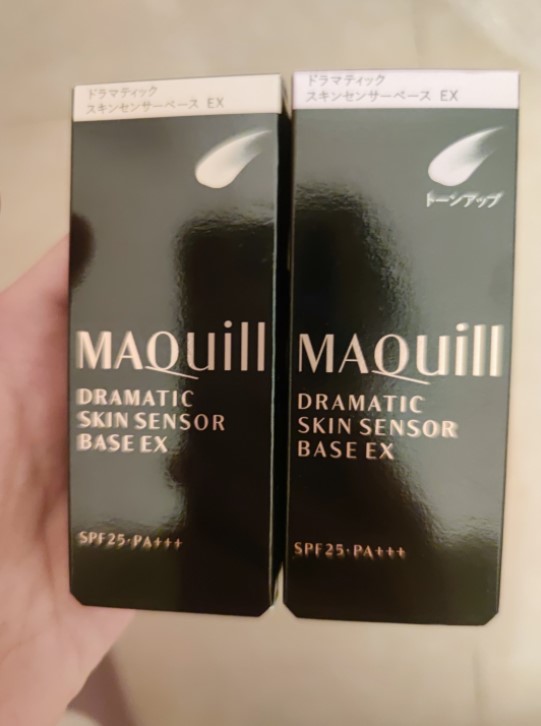 ドラマティック
スキンセンサーベース EX
MAQuill
DRAMATIC
SKIN SENSOR
BASE EX
SPF25・PA+++
ドラマティック
スキンセンサーベース EX
トーンアップ
MAQuill
DRAMATIC
SKIN SENSOR
BASE EX
SPF25・PA+++